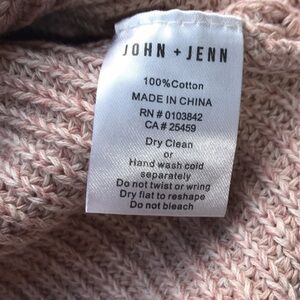 JOHN + JENN
100%Cotton
MADE IN CHINA
RN # 0103842
CA # 25459
Dry Clean
or
Hand wash cold
separately
Do not twist or wring
Dry flat to reshape
Do not bleach